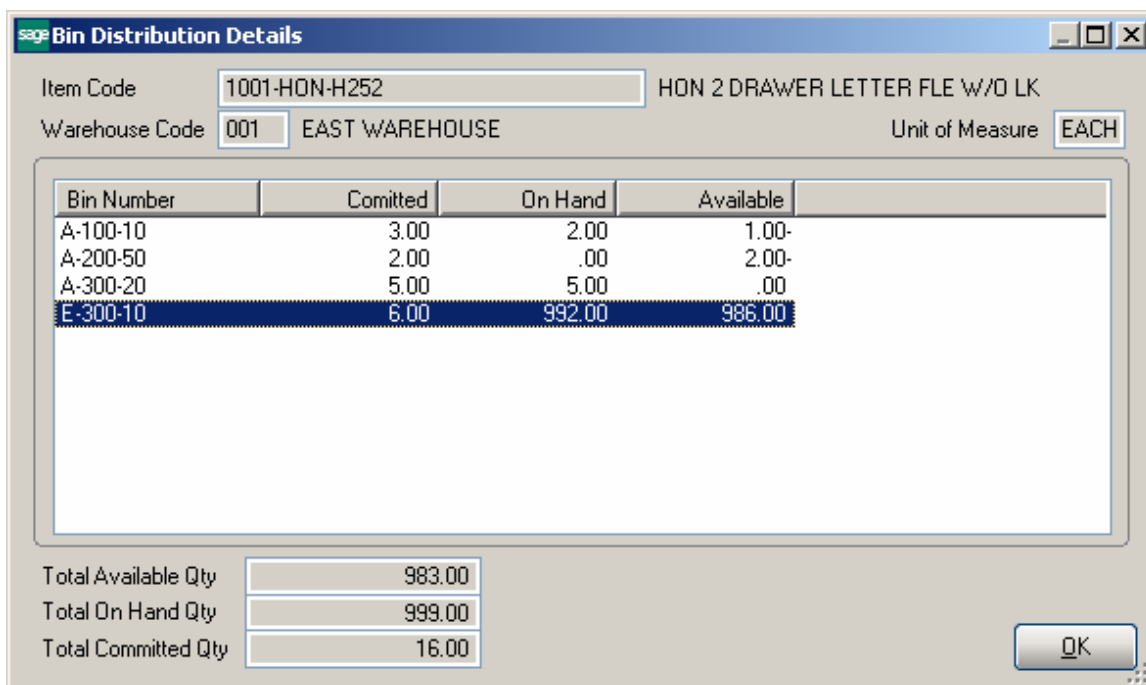 sage Bin Distribution Details
Item Code 1001-HON-H252 HON 2 DRAWER LETTER FLE W/O LK
Warehouse Code 001 EAST WAREHOUSE Unit of Measure EACH
Bin Number Comitted On Hand Available
A-100-10 3.00 2.00 1.00-
A-200-50 2.00 .00 2.00-
A-300-20 5.00 5.00 .00
E-300-10 6.00 992.00 986.00
Total Available Qty 983.00
Total On Hand Qty 999.00
Total Committed Qty 16.00
OK